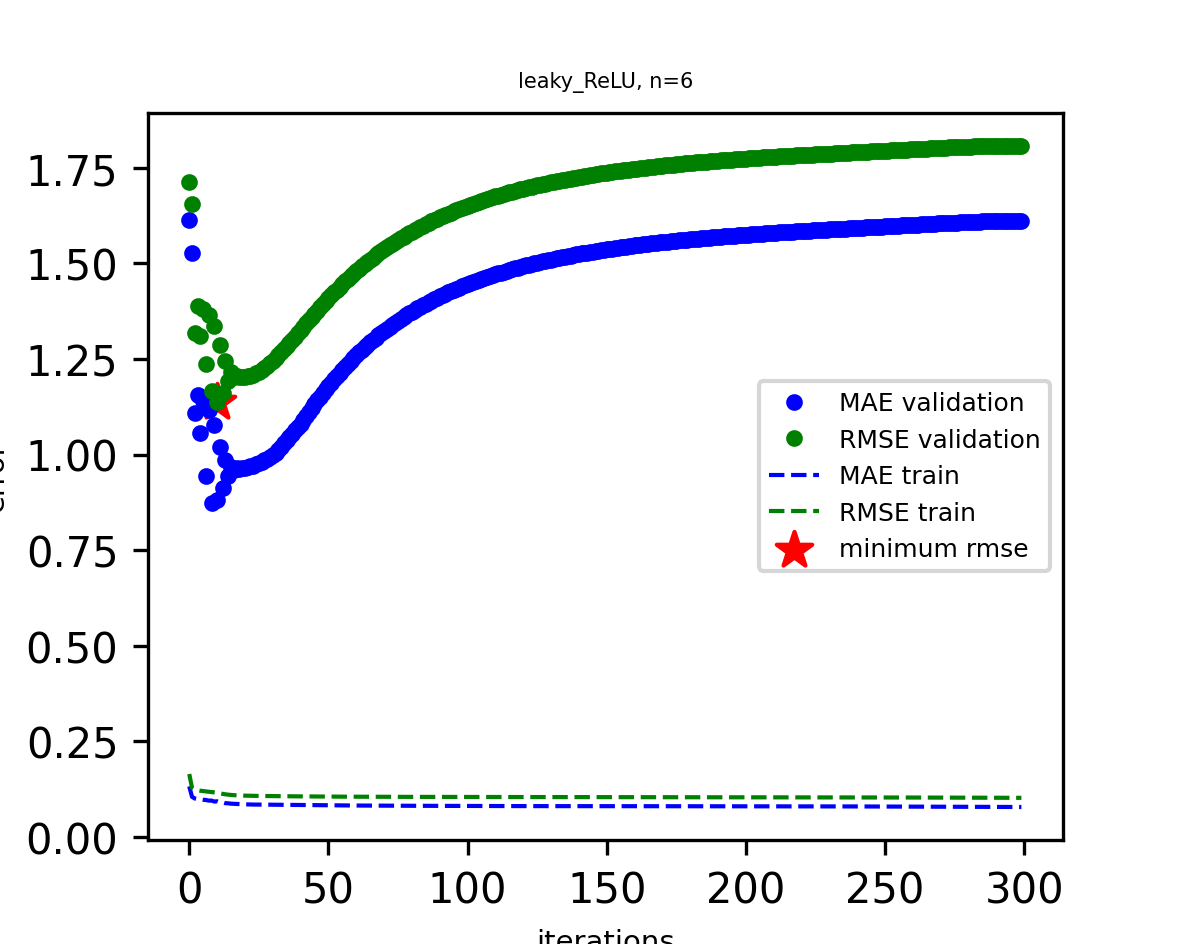 leaky_ReLU, n=6
1.75
1.50
1.25
1.00
0.75
0.50
0.25
0.00
MAE validation
RMSE validation
MAE train
RMSE train
minimum rmse
0 50 100 150 200 250 300
iterations